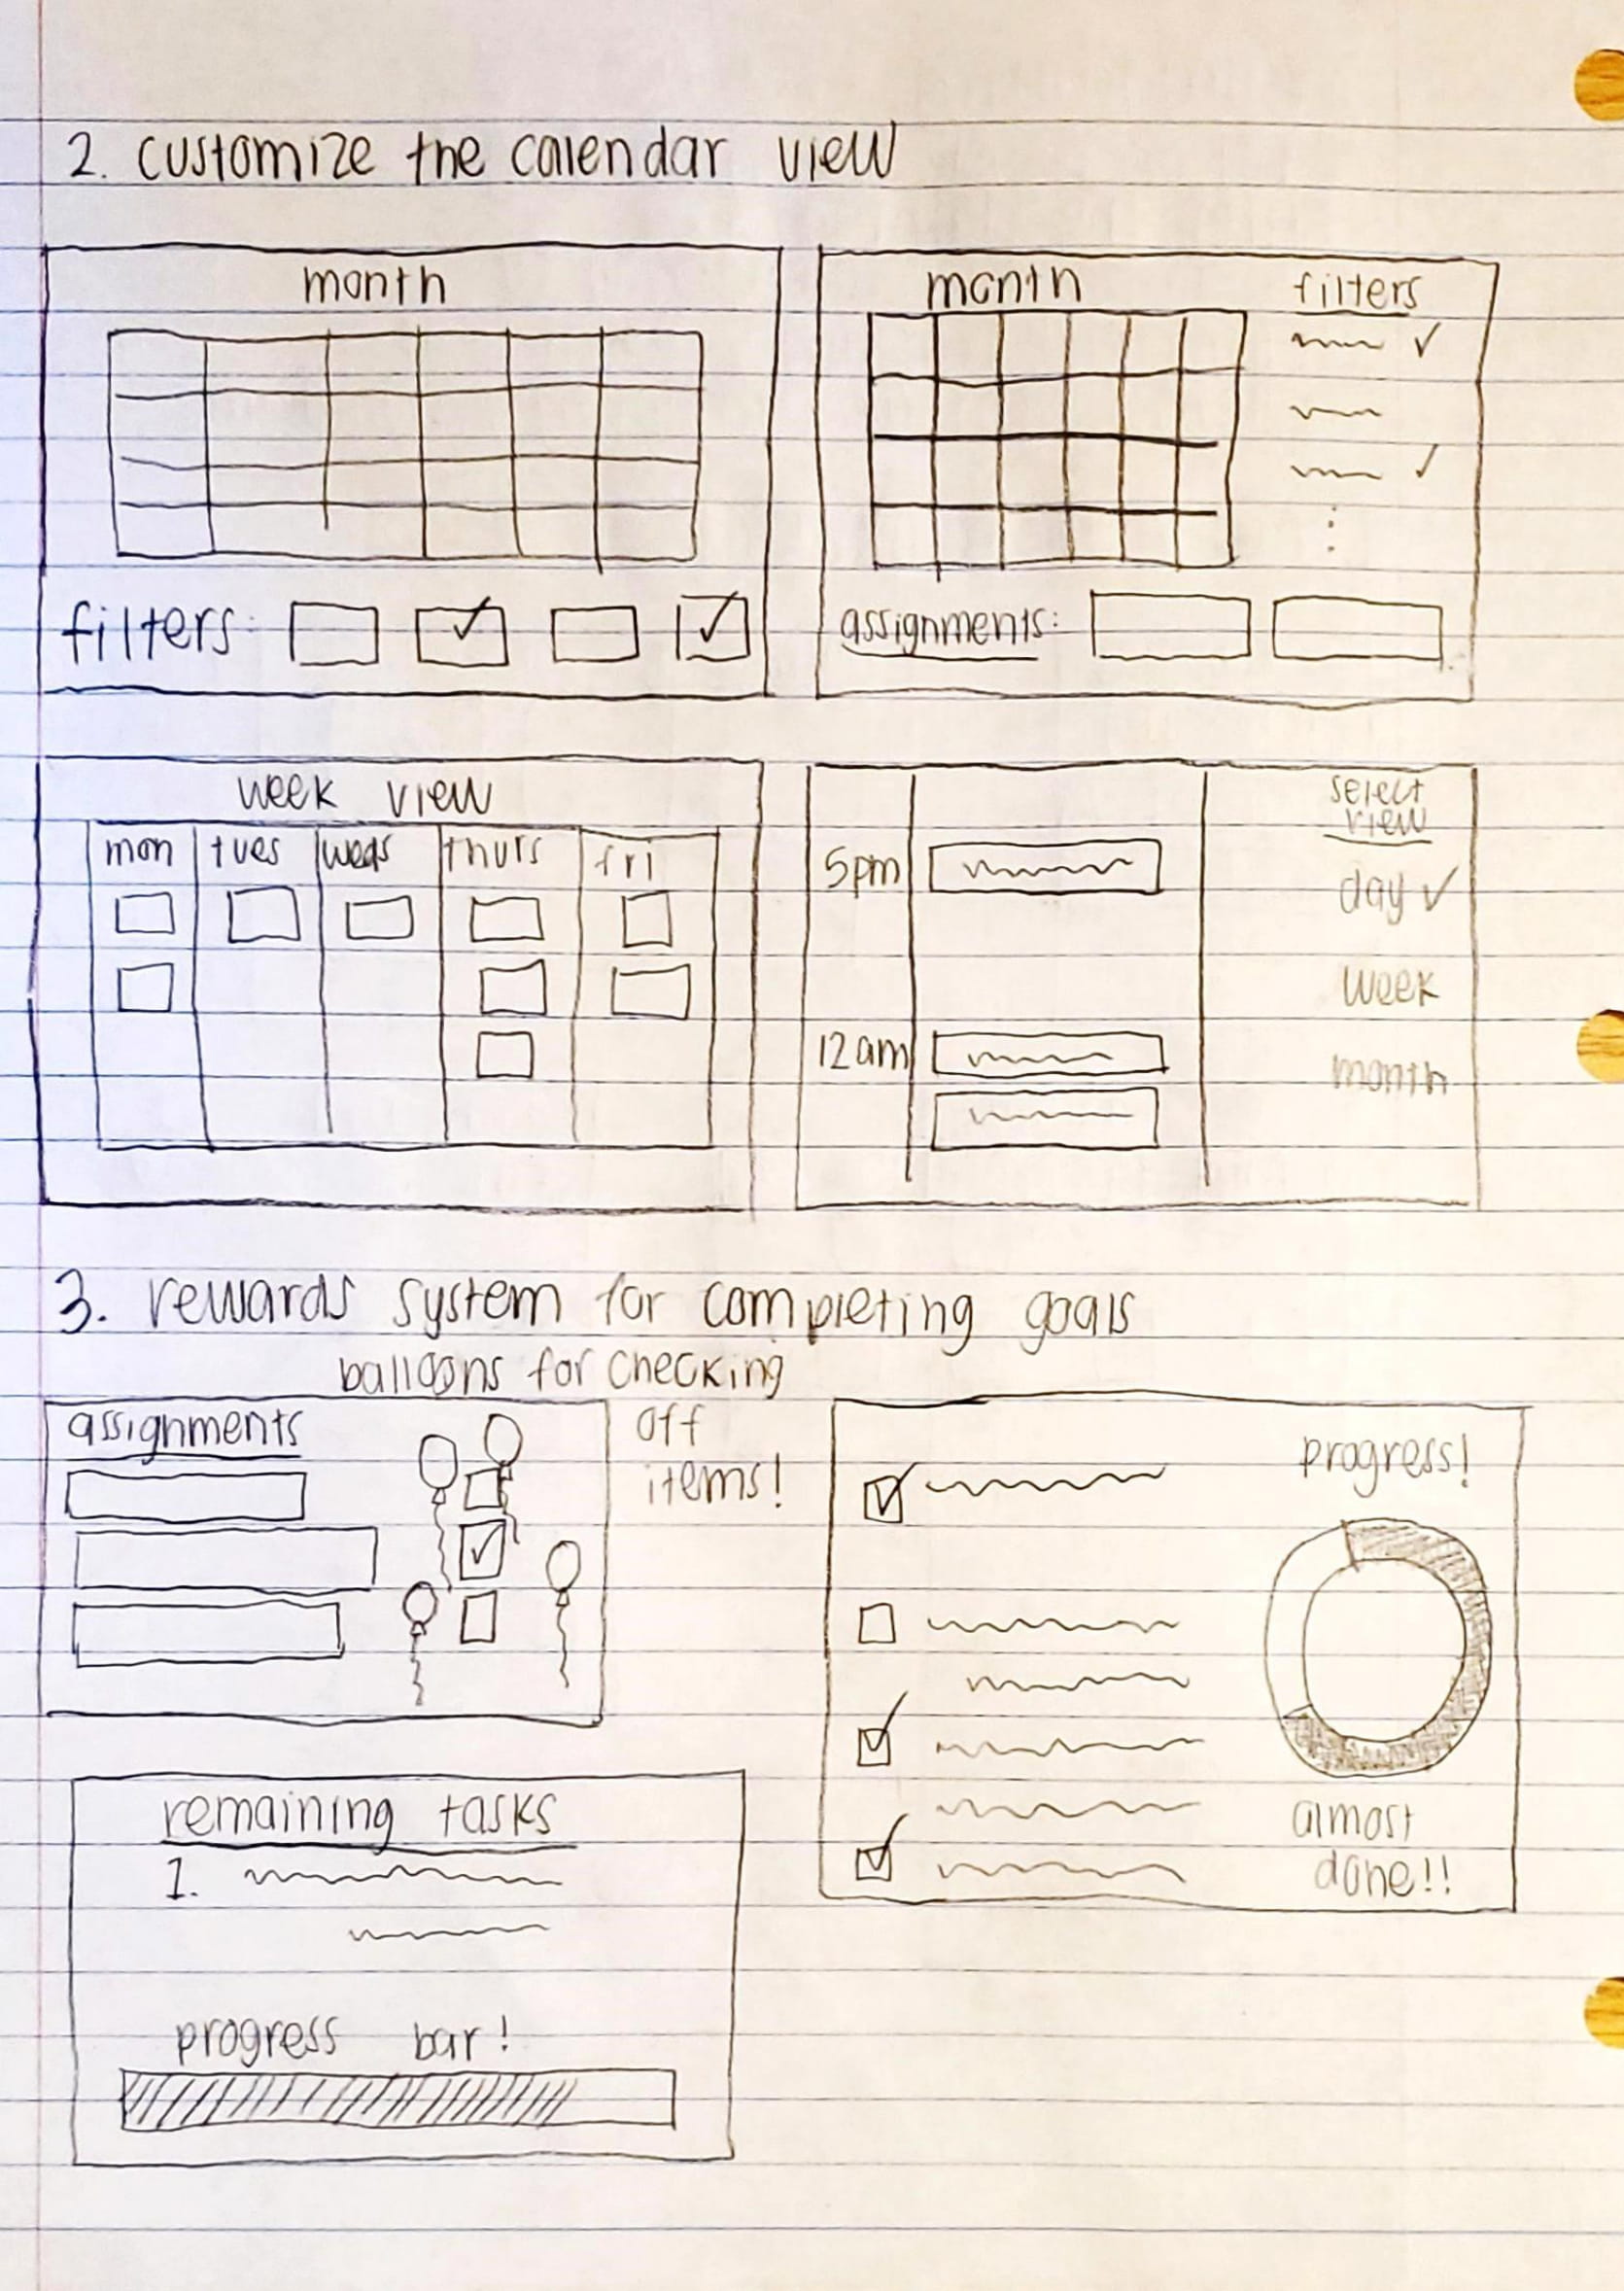 2. customize the calendar view
month
filters:
month
filters
assignments:
week view
mon tues weds thurs fri
5pm
12am
select
view
day
week
month
3. rewards system for completing goals
balloons for checking
off
items!
assignments
progress!
almost
done!!
remaining tasks
1.
progress bar!